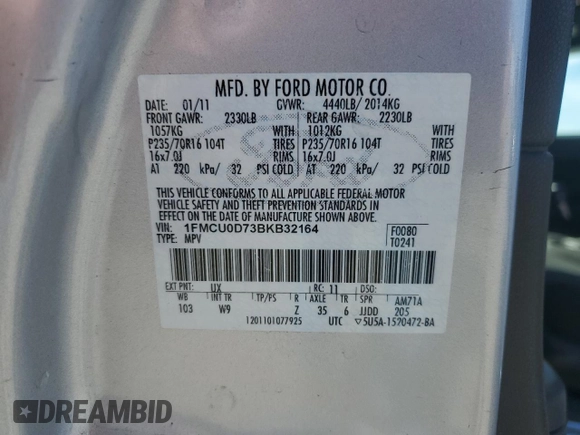 MFD. BY FORD MOTOR CO.
DATE: 01/11 GVWR: 4440LB/ 2014KG
FRONT GAWR: 2330LB REAR GAWR: 2230LB
1057KG WITH 1012KG WITH
P235/70R16 104T TIRES P235/70R16 104T TIRES
16x7.0J RIMS 16x7.0J RIMS
AT 220 kPa/ 32 PSI COLD AT 220 kPa/ 32 PSI COLD
THIS VEHICLE CONFORMS TO ALL APPLICABLE FEDERAL MOTOR
VEHICLE SAFETY AND THEFT PREVENTION STANDARDS IN
EFFECT ON THE DATE OF MANUFACTURE SHOWN ABOVE.
VIN: 1FMCU0D73BKB32164 F0080
TYPE: MPV T0241
EXT PNT: UX RC: 11 DSO:
WB INT TR TP/PS R AXLE TR SPR AM71A
103 W9 Z 35 6 JJDD 205
1201101077925 UTC 5USA-1520472-BA
DREAMBID